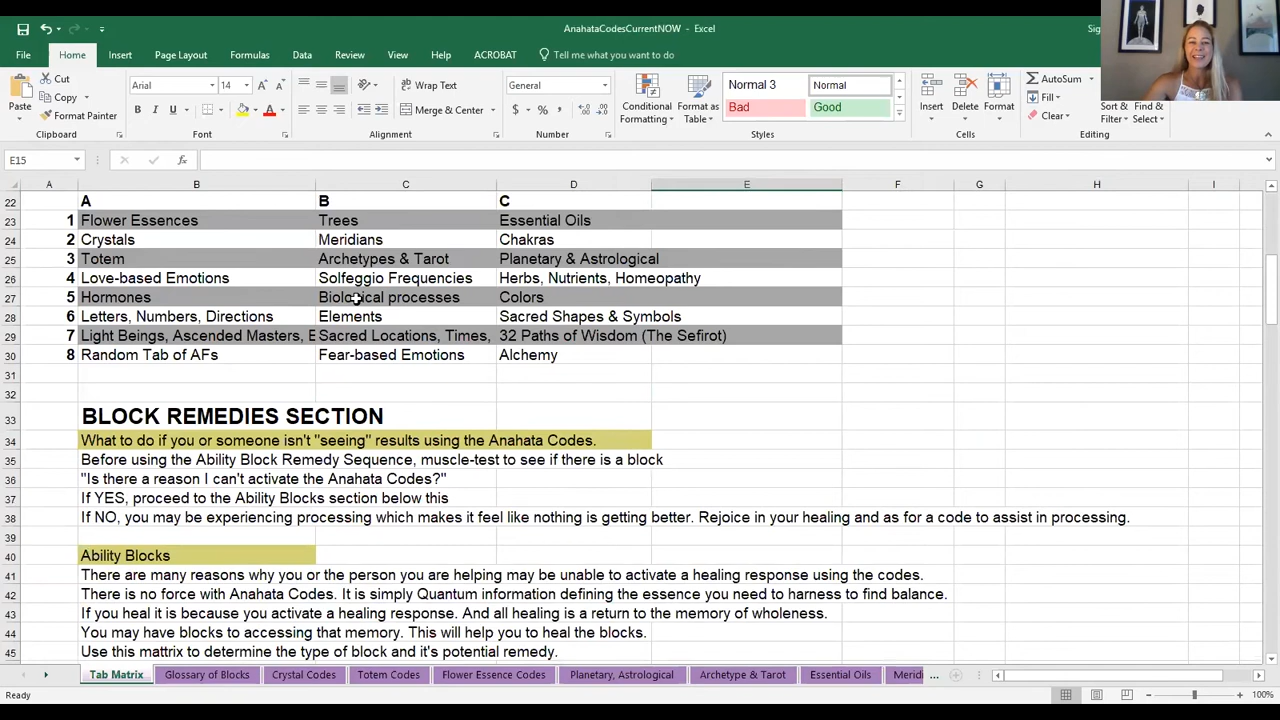 AnahataCodesCurrentNOW - Excel
File Home Insert Page Layout Formulas Data Review View Help ACROBAT Tell me what you want to do
Paste
Cut
Copy
Format Painter
Clipboard
Arial 14
B I U
Font
Wrap Text
Merge & Center
Alignment
General
$ % ,
Number
Conditional Formatting
Format as Table
Normal 3 Normal
Bad Good
Styles
Insert Delete Format
Cells
AutoSum
Fill
Clear
Sort & Filter
Find & Select
Editing
E15 fx
A B C D E F G H I
22 A B C
23 1 Flower Essences Trees Essential Oils
24 2 Crystals Meridians Chakras
25 3 Totem Archetypes & Tarot Planetary & Astrological
26 4 Love-based Emotions Solfeggio Frequencies Herbs, Nutrients, Homeopathy
27 5 Hormones Biological processes Colors
28 6 Letters, Numbers, Directions Elements Sacred Shapes & Symbols
29 7 Light Beings, Ascended Masters, E Sacred Locations, Times, 32 Paths of Wisdom (The Sefirot)
30 8 Random Tab of AFs Fear-based Emotions Alchemy
31
32
33 BLOCK REMEDIES SECTION
34 What to do if you or someone isn't "seeing" results using the Anahata Codes.
35 Before using the Ability Block Remedy Sequence, muscle-test to see if there is a block
36 "Is there a reason I can't activate the Anahata Codes?"
37 If YES, proceed to the Ability Blocks section below this
38 If NO, you may be experiencing processing which makes it feel like nothing is getting better. Rejoice in your healing and as for a code to assist in processing.
39
40 Ability Blocks
41 There are many reasons why you or the person you are helping may be unable to activate a healing response using the codes.
42 There is no force with Anahata Codes. It is simply Quantum information defining the essence you need to harness to find balance.
43 If you heal it is because you activate a healing response. And all healing is a return to the memory of wholeness.
44 You may have blocks to accessing that memory. This will help you to heal the blocks.
45 Use this mattrix to determine the type of block and it's potential remedy.
Tab Matrix Glossary of Blocks Crystal Codes Totem Codes Flower Essence Codes Planetary, Astrological Archetype & Tarot Essential Oils Meridi ...
Ready 100%